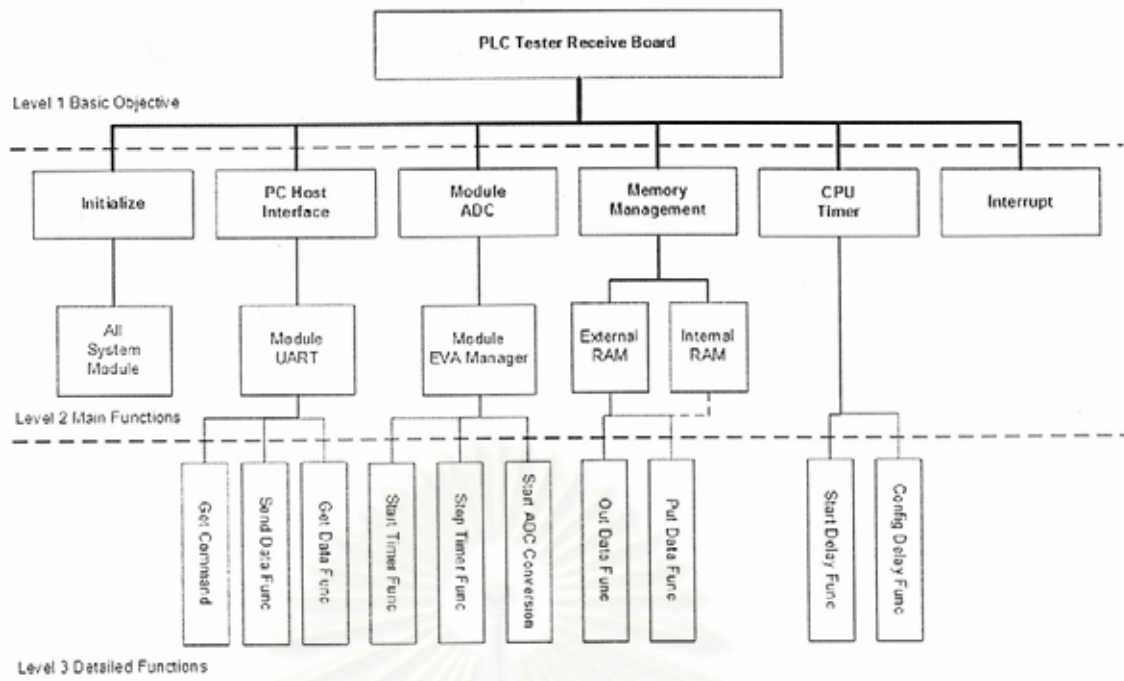 PLC Tester Receive Board
Level 1 Basic Objective
Initialize
PC Host
Interface
Module
ADC
Memory
Management
CPU
Timer
Interrupt
All
System
Module
Module
UART
Module
EVA Manager
External
RAM
Internal
RAM
Level 2 Main Functions
Get Command
Send Data Func
Get Data Func
Start Timer Func
Stop Timer Func
Start ADC Conversion
Out Data Func
Put Data Func
Start Delay Func
Config Delay Func
Level 3 Detailed Functions